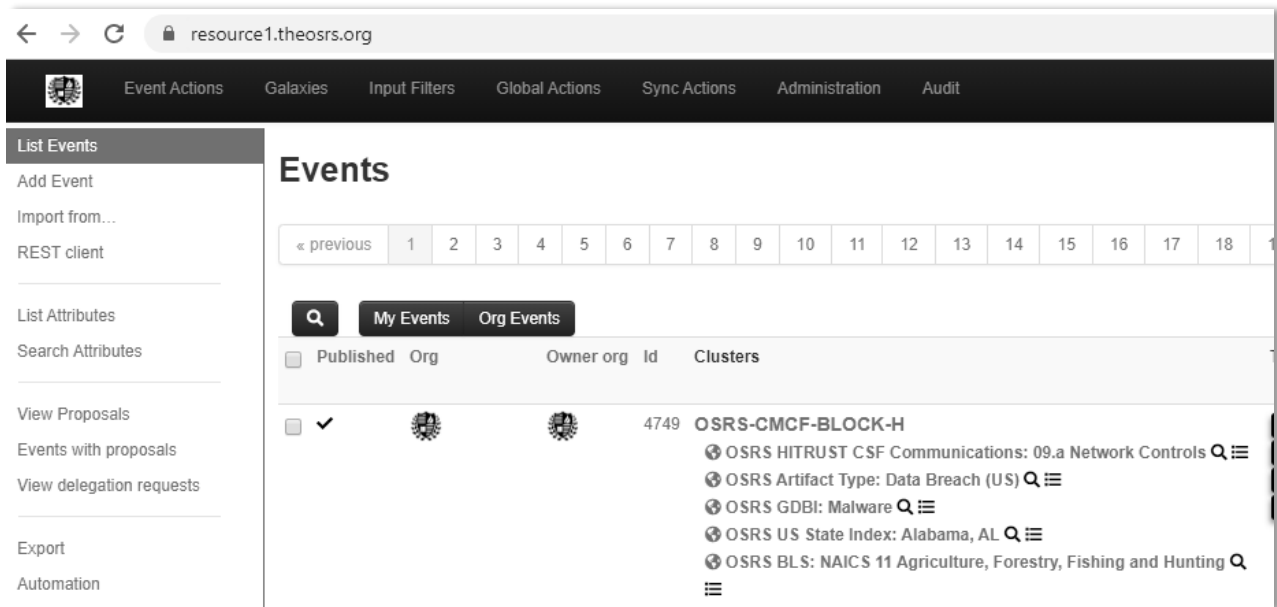 resource1.theosrs.org
Event Actions Galaxies Input Filters Global Actions Sync Actions Administration Audit
List Events
Add Event
Import from...
REST client
List Attributes
Search Attributes
View Proposals
Events with proposals
View delegation requests
Export
Automation
Events
« previous 1 2 3 4 5 6 7 8 9 10 11 12 13 14 15 16 17 18
My Events Org Events
Published Org Owner org Id Clusters
4749 OSRS-CMCF-BLOCK-H
OSRS HITRUST CSF Communications: 09.a Network Controls
OSRS Artifact Type: Data Breach (US)
OSRS GDBI: Malware
OSRS US State Index: Alabama, AL
OSRS BLS: NAICS 11 Agriculture, Forestry, Fishing and Hunting